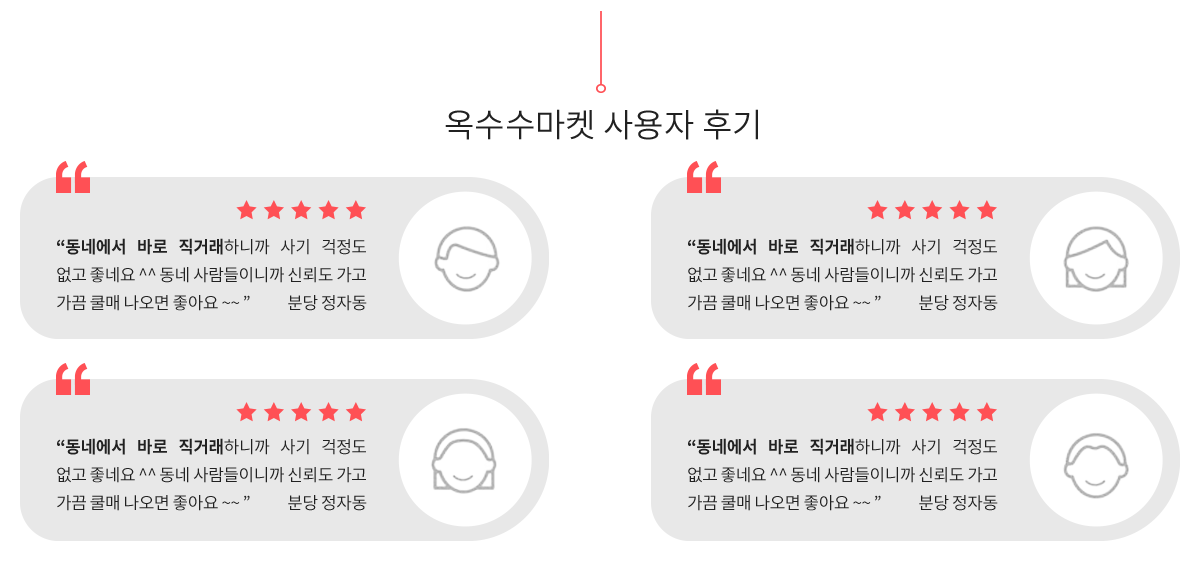 옥수수마켓 사용자 후기
“동네에서 바로 직거래하니까 사기 걱정도
없고 좋네요 ^^ 동네 사람들이니까 신뢰도 가고
가끔 쿨매 나오면 좋아요 ~~ ” 분당 정자동
“동네에서 바로 직거래하니까 사기 걱정도
없고 좋네요 ^^ 동네 사람들이니까 신뢰도 가고
가끔 쿨매 나오면 좋아요 ~~ ” 분당 정자동
“동네에서 바로 직거래하니까 사기 걱정도
없고 좋네요 ^^ 동네 사람들이니까 신뢰도 가고
가끔 쿨매 나오면 좋아요 ~~ ” 분당 정자동
“동네에서 바로 직거래하니까 사기 걱정도
없고 좋네요 ^^ 동네 사람들이니까 신뢰도 가고
가끔 쿨매 나오면 좋아요 ~~ ” 분당 정자동